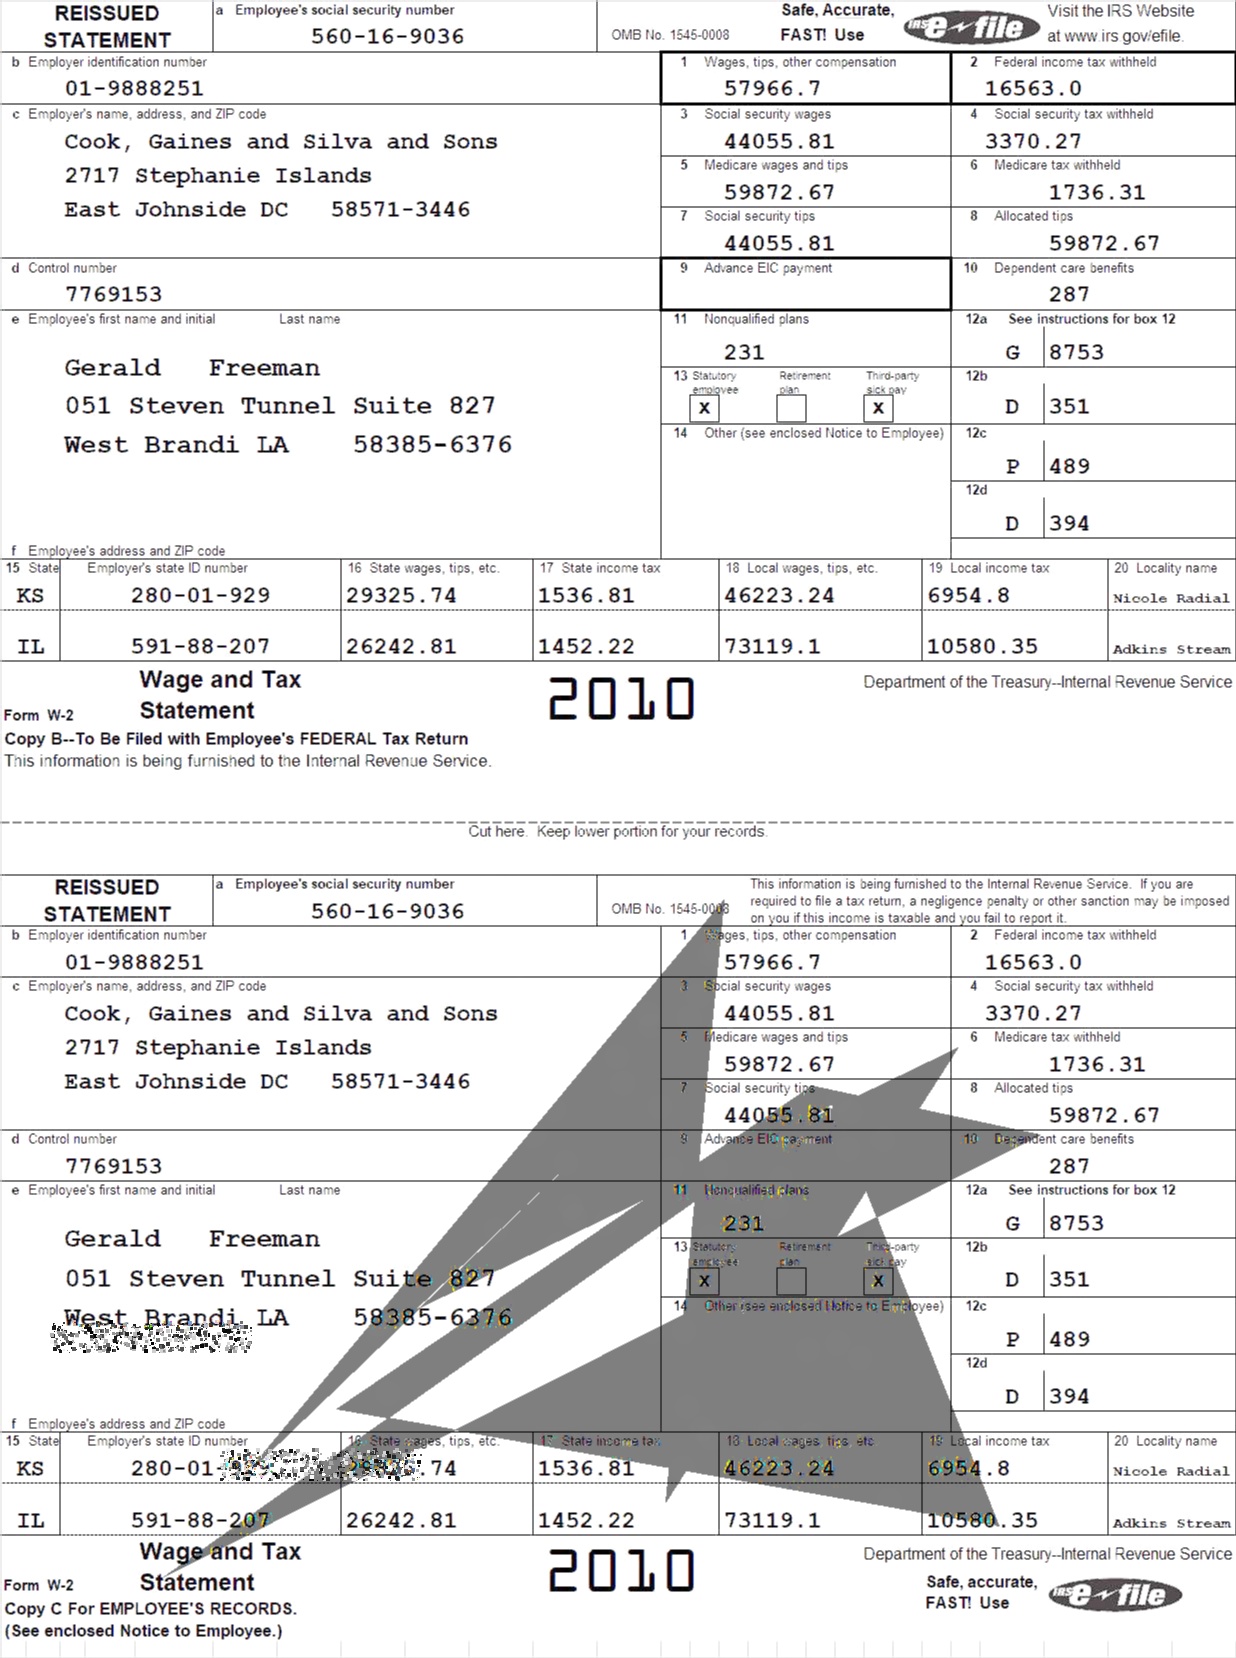 REISSUED STATEMENT
a Employee's social security number
560-16-9036
OMB No. 1545-0008
Safe, Accurate, FAST! Use
IRS e-file
Visit the IRS Website at www.irs gov/efile.
b Employer identification number
01-9888251
1 Wages, tips, other compensation
57966.7
2 Federal income tax withheld
16563.0
c Employer's name, address, and ZIP code
Cook, Gaines and Silva and Sons
2717 Stephanie Islands
East Johnside DC 58571-3446
3 Social security wages
44055.81
4 Social security tax withheld
3370.27
5 Medicare wages and tips
59872.67
6 Medicare tax withheld
1736.31
7 Social security tips
44055.81
8 Allocated tips
59872.67
d Control number
7769153
9 Advance EIC payment
10 Dependent care benefits
287
e Employee's first name and initial Last name
Gerald Freeman
051 Steven Tunnel Suite 827
West Brandi LA 58385-6376
11 Nonqualified plans
231
12a See instructions for box 12
G 8753
13 Statutory employee Retirement plan Third-party sick pay
X X
12b
D 351
14 Other (see enclosed Notice to Employee)
12c
P 489
12d
D 394
f Employee's address and ZIP code
15 State Employer's state ID number 16 State wages, tips, etc. 17 State income tax 18 Local wages, tips, etc. 19 Local income tax 20 Locality name
KS 280-01-929 29325.74 1536.81 46223.24 6954.8 Nicole Radial
IL 591-88-207 26242.81 1452.22 73119.1 10580.35 Adkins Stream
Form W-2
Wage and Tax Statement
2010
Department of the Treasury--Internal Revenue Service
Copy B--To Be Filed with Employee's FEDERAL Tax Return
This information is being furnished to the Internal Revenue Service.
Cut here. Keep lower portion for your records.
REISSUED STATEMENT
a Employee's social security number
560-16-9036
OMB No. 1545-0008
This information is being furnished to the Internal Revenue Service. If you are
required to file a tax return, a negligence penalty or other sanction may be imposed
on you if this income is taxable and you fail to report it.
b Employer identification number
01-9888251
1 Wages, tips, other compensation
57966.7
2 Federal income tax withheld
16563.0
c Employer's name, address, and ZIP code
Cook, Gaines and Silva and Sons
2717 Stephanie Islands
East Johnside DC 58571-3446
3 Social security wages
44055.81
4 Social security tax withheld
3370.27
5 Medicare wages and tips
59872.67
6 Medicare tax withheld
1736.31
7 Social security tips
44055.81
8 Allocated tips
59872.67
d Control number
7769153
9 Advance EIC payment
10 Dependent care benefits
287
e Employee's first name and initial Last name
Gerald Freeman
051 Steven Tunnel Suite 827
West Brandi LA 58385-6376
11 Nonqualified plans
231
12a See instructions for box 12
G 8753
13 Statutory employee Retirement plan Third-party sick pay
X X
12b
D 351
14 Other (see enclosed Notice to Employee)
12c
P 489
12d
D 394
f Employee's address and ZIP code
15 State Employer's state ID number 16 State wages, tips, etc. 17 State income tax 18 Local wages, tips, etc 19 Local income tax 20 Locality name
KS 280-01 .74 1536.81 46223.24 6954.8 Nicole Radial
IL 591-88-207 26242.81 1452.22 73119.1 10580.35 Adkins Stream
Form W-2
Wage and Tax Statement
2010
Department of the Treasury--Internal Revenue Service
Safe, accurate, FAST! Use
IRS e-file
Copy C For EMPLOYEE'S RECORDS.
(See enclosed Notice to Employee.)